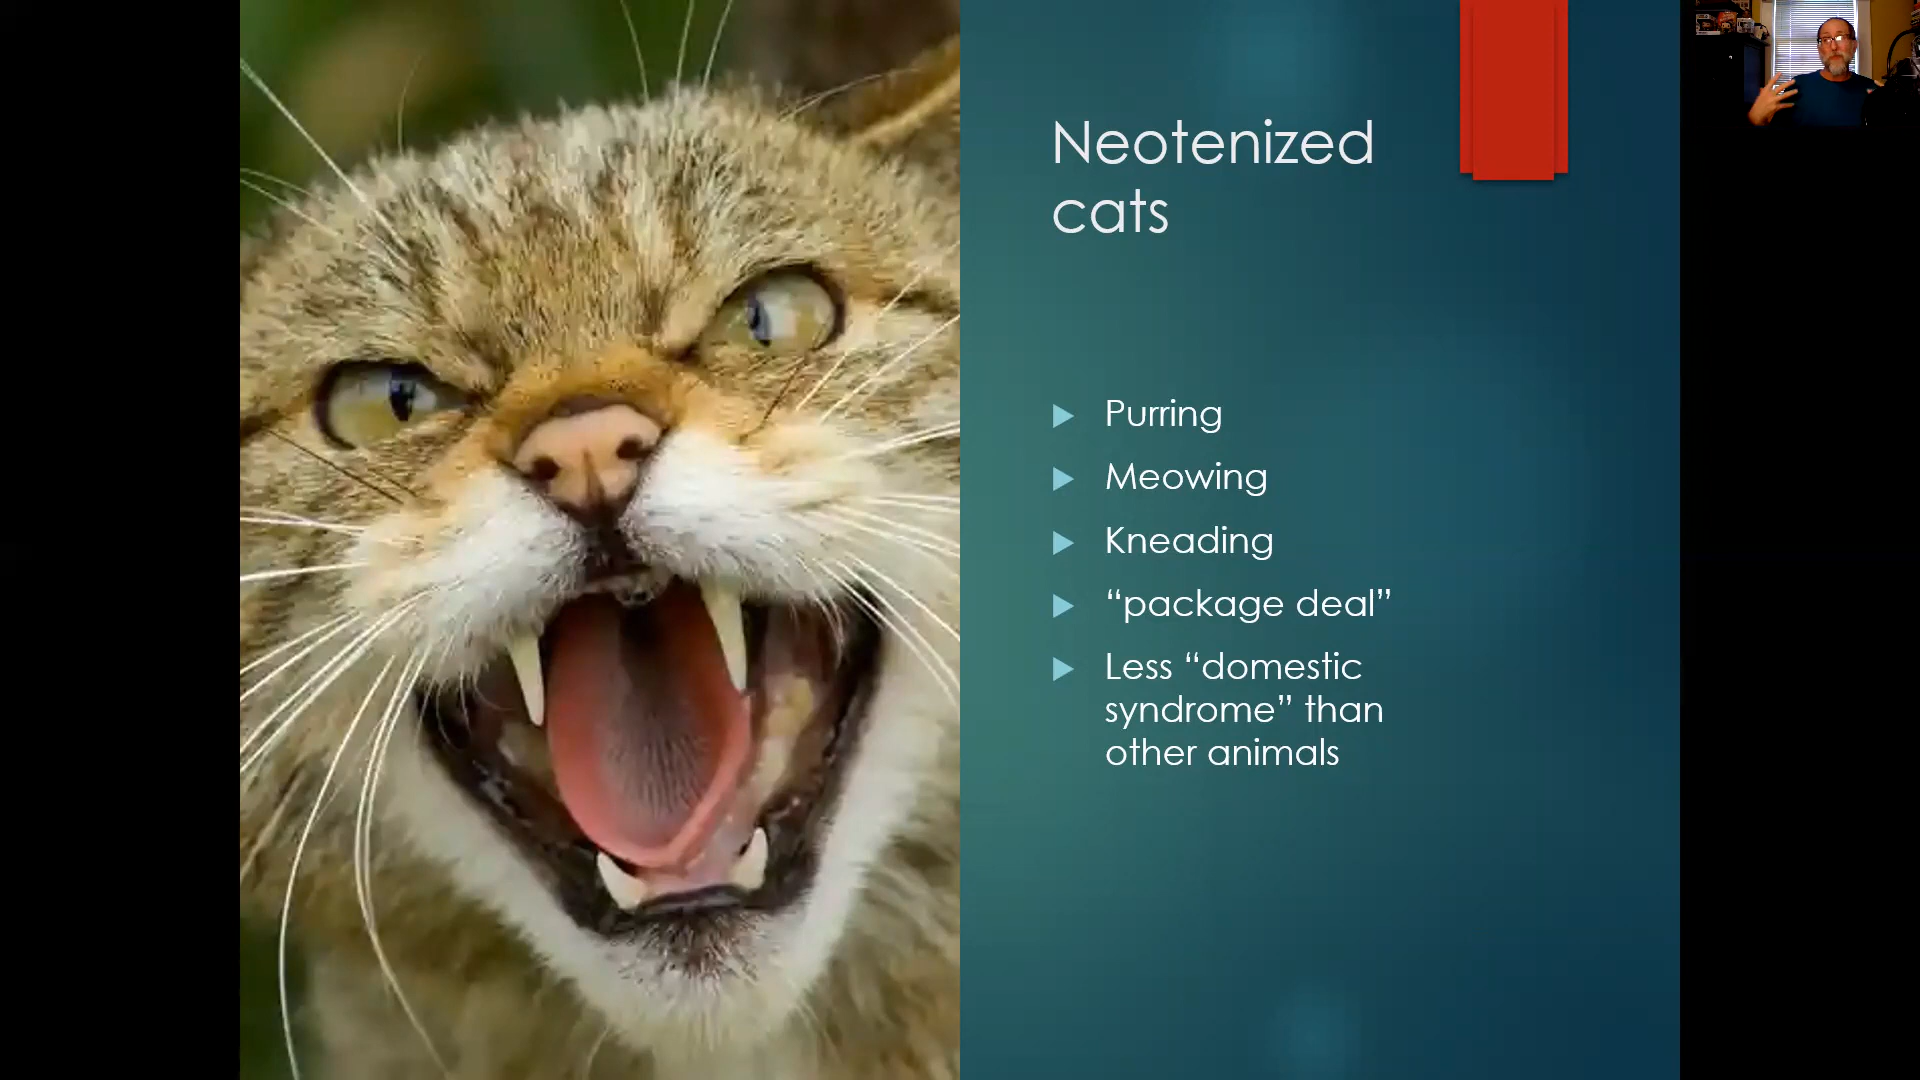 Neotenized
cats
Purring
Meowing
Kneading
“package deal”
Less “domestic
syndrome” than
other animals